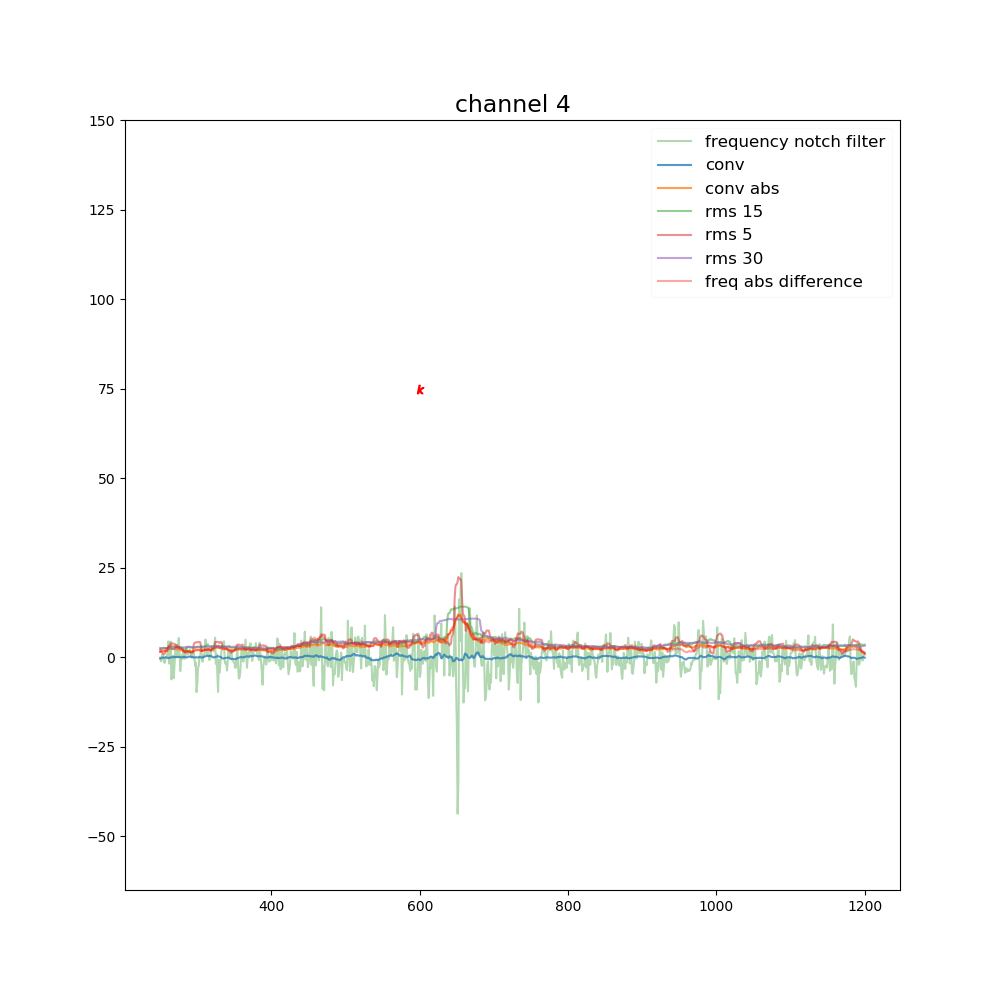 channel 4
150
125
100
75
50
25
0
−25
−50
400 600 800 1000 1200
frequency notch filter
conv
conv abs
rms 15
rms 5
rms 30
freq abs difference
k